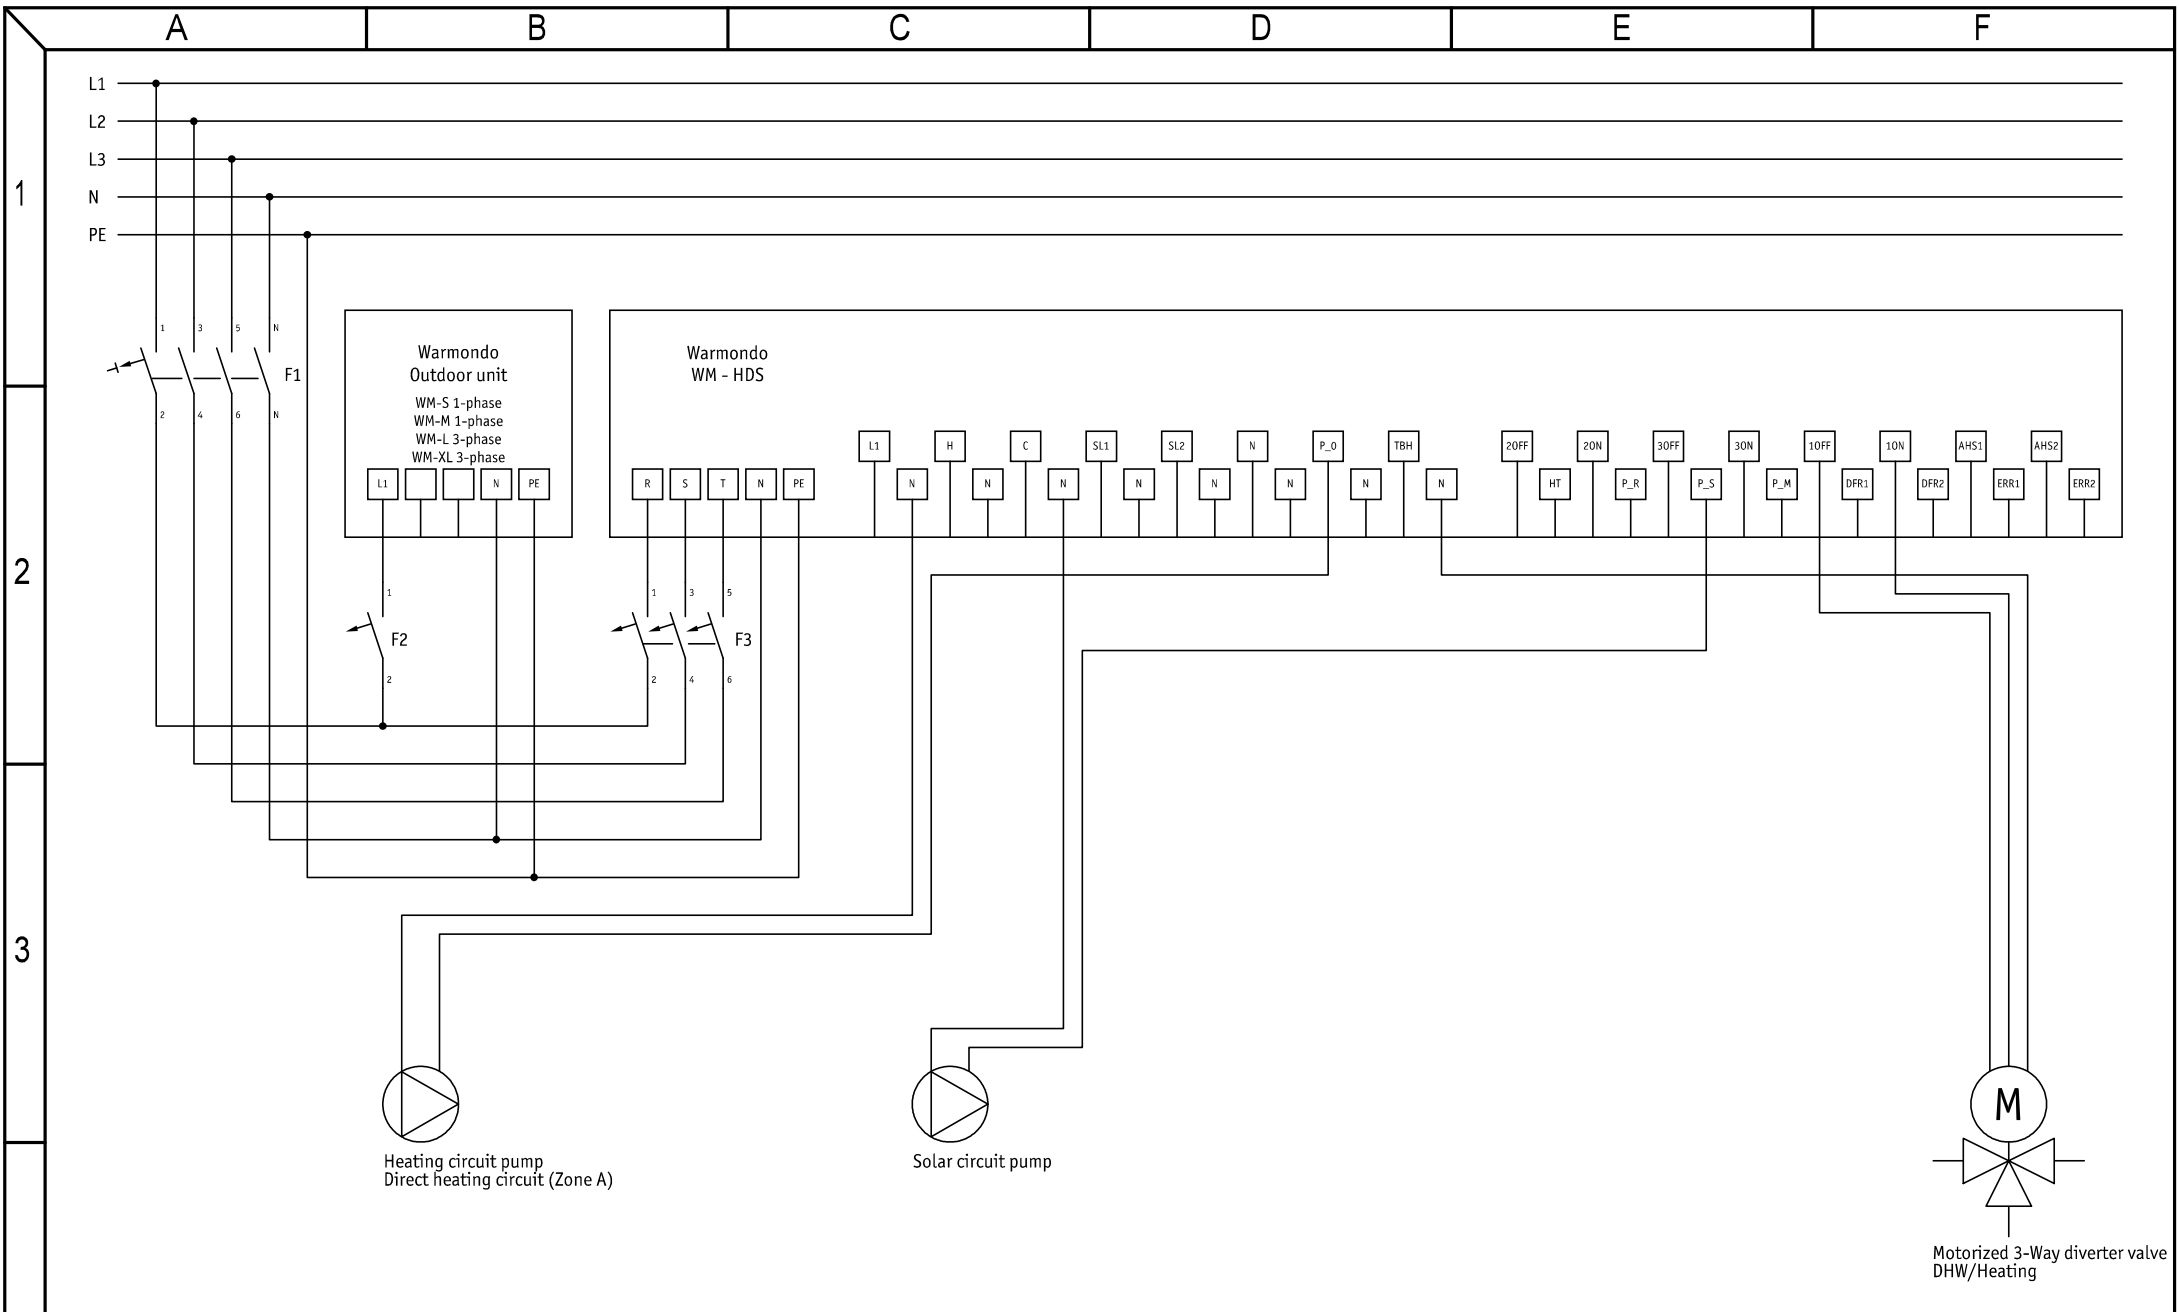 A B C D E F
L1
L2
L3
N
PE
1
2
3
1 3 5 N
F1
2 4 6 N
Warmondo
Outdoor unit
WM-S 1-phase
WM-M 1-phase
WM-L 3-phase
WM-XL 3-phase
L1 N PE
Warmondo
WM - HDS
L1 H C SL1 SL2 N P_O TBH 2OFF 2ON 3OFF 3ON 1OFF 1ON AHS1 AHS2
R S T N PE N N N N N N N N HT P_R P_S P_M DFR1 DFR2 ERR1 ERR2
1
F2
2
1 3 5
F3
2 4 6
M
Heating circuit pump
Direct heating circuit (Zone A)
Solar circuit pump
Motorized 3-Way diverter valve
DHW/Heating